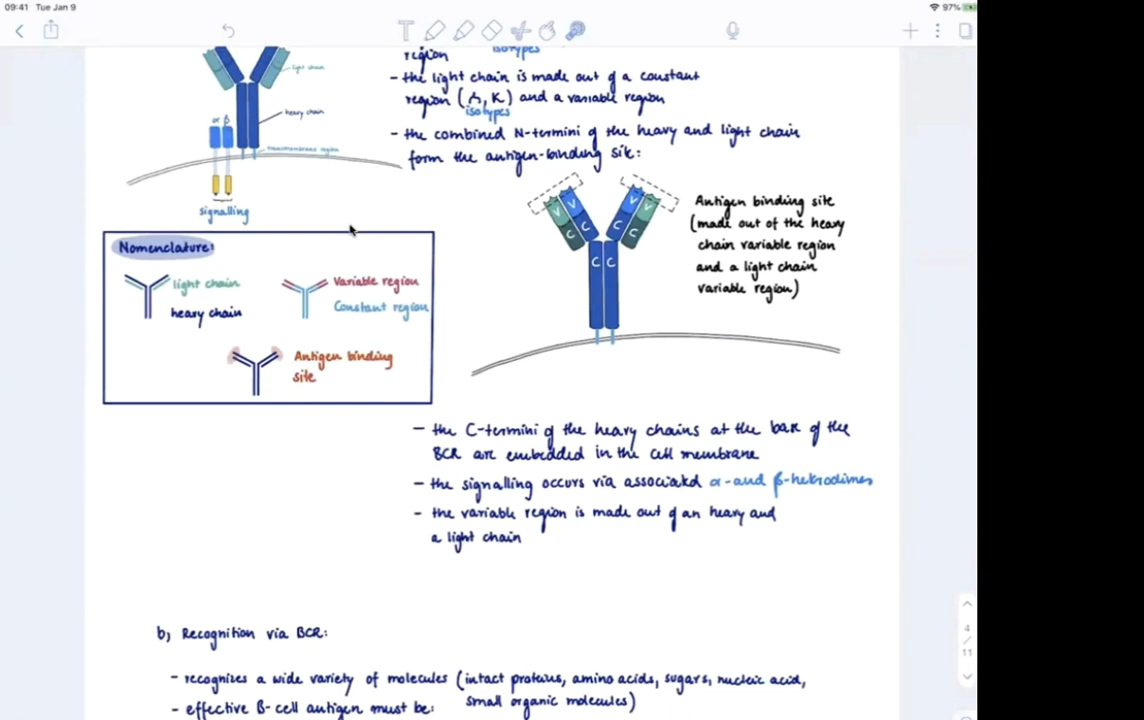 09:41 Tue Jan 9
97%
isotypes
region
- the light chain is made out of a constant
region (λ, κ) and a variable region
isotypes
- the combined N-termini of the heavy and light chain
form the antigen-binding site:
light chain
heavy chain
α β
transmembrane region
signalling
V V V V
C C C C
C C
Antigen binding site
(made out of the heavy
chain variable region
and a light chain
variable region)
Nomenclature:
light chain
heavy chain
Variable region
Constant region
Antigen binding
site
- the C-termini of the heavy chains at the base of the
BCR are embedded in the cell membrane
- the signalling occurs via associated α-and β-hetrodimes
- the variable region is made out of an heavy and
a light chain
b) Recognition via BCR:
- recognizes a wide variety of molecules (intact proteins, amino acids, sugars, nucleic acid,
small organic molecules)
- effective B-cell antigen must be:
4
/
11